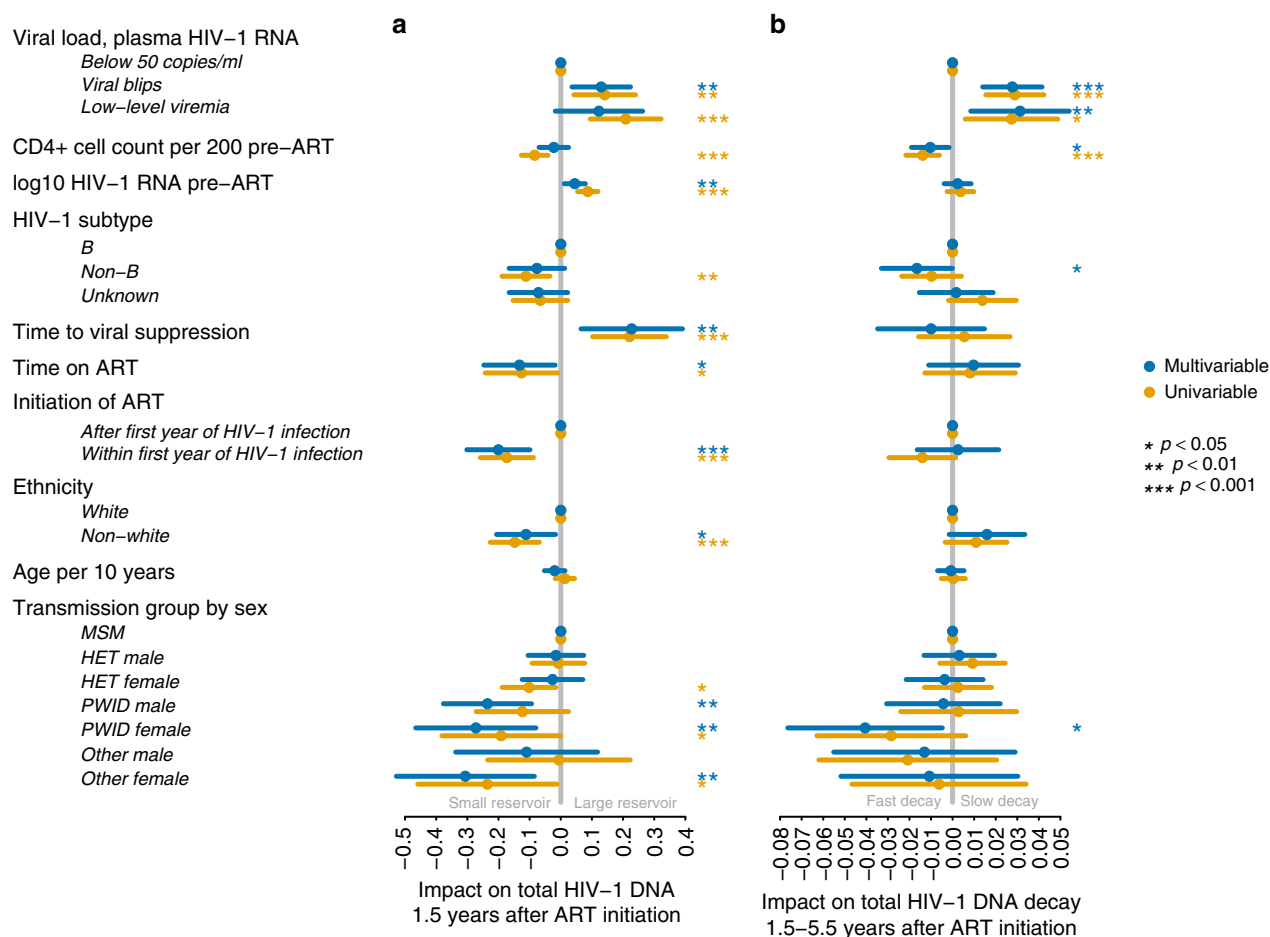 a
b
Viral load, plasma HIV−1 RNA
Below 50 copies/ml
Viral blips
** ***
** ***
Low−level viremia
**
*** *
CD4+ cell count per 200 pre−ART
*
*** ***
log10 HIV−1 RNA pre−ART
**
***
HIV−1 subtype
B
Non−B
*
**
Unknown
Time to viral suppression
**
***
Time on ART
*
*
Multivariable
Univariable
Initiation of ART
After first year of HIV−1 infection
Within first year of HIV−1 infection
***
***
* p < 0.05
** p < 0.01
*** p < 0.001
Ethnicity
White
Non−white
*
***
Age per 10 years
Transmission group by sex
MSM
HET male
HET female
*
PWID male
**
PWID female
** *
*
Other male
Other female
**
*
Small reservoir Large reservoir
Fast decay Slow decay
−0.5 −0.4 −0.3 −0.2 −0.1 0.0 0.1 0.2 0.3 0.4
−0.08 −0.07 −0.06 −0.05 −0.04 −0.03 −0.02 −0.01 0.00 0.01 0.02 0.03 0.04 0.05
Impact on total HIV−1 DNA
1.5 years after ART initiation
Impact on total HIV−1 DNA decay
1.5−5.5 years after ART initiation